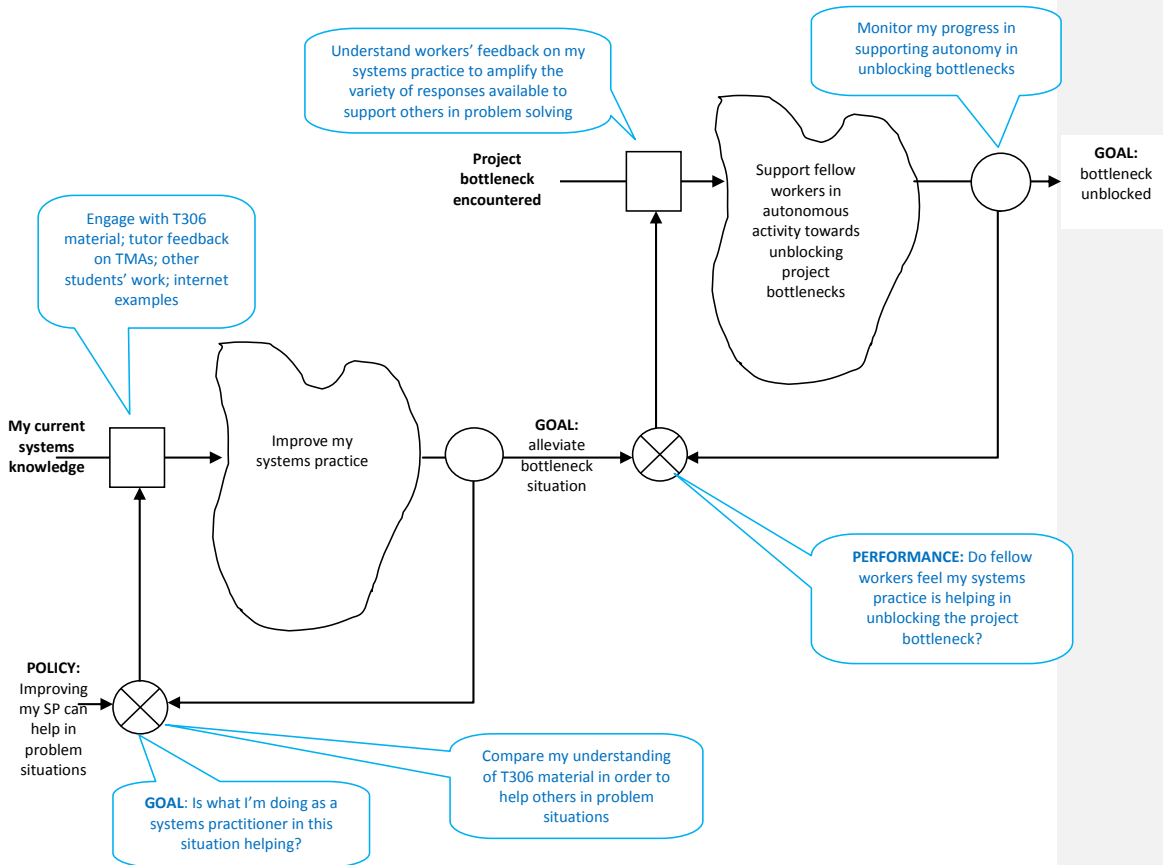 Monitor my progress in
supporting autonomy in
unblocking bottlenecks
Understand workers’ feedback on my
systems practice to amplify the
variety of responses available to
support others in problem solving
Project
bottleneck
encountered
Support fellow
workers in
autonomous
activity towards
unblocking
project
bottlenecks
GOAL:
bottleneck
unblocked
Engage with T306
material; tutor feedback
on TMAs; other
students’ work; internet
examples
My current
systems
knowledge
Improve my
systems practice
GOAL:
alleviate
bottleneck
situation
PERFORMANCE: Do fellow
workers feel my systems
practice is helping in
unblocking the project
bottleneck?
POLICY:
Improving
my SP can
help in
problem
situations
Compare my understanding
of T306 material in order to
help others in problem
situations
GOAL: Is what I’m doing as a
systems practitioner in this
situation helping?